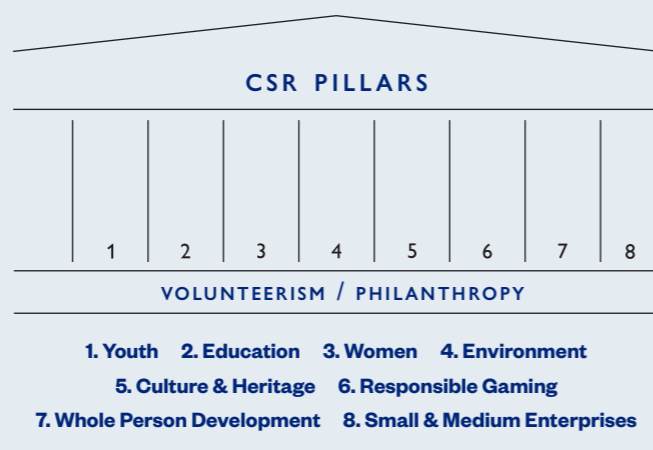 CSR PILLARS
1 2 3 4 5 6 7 8
VOLUNTEERISM / PHILANTHROPY
1. Youth 2. Education 3. Women 4. Environment
5. Culture & Heritage 6. Responsible Gaming
7. Whole Person Development 8. Small & Medium Enterprises